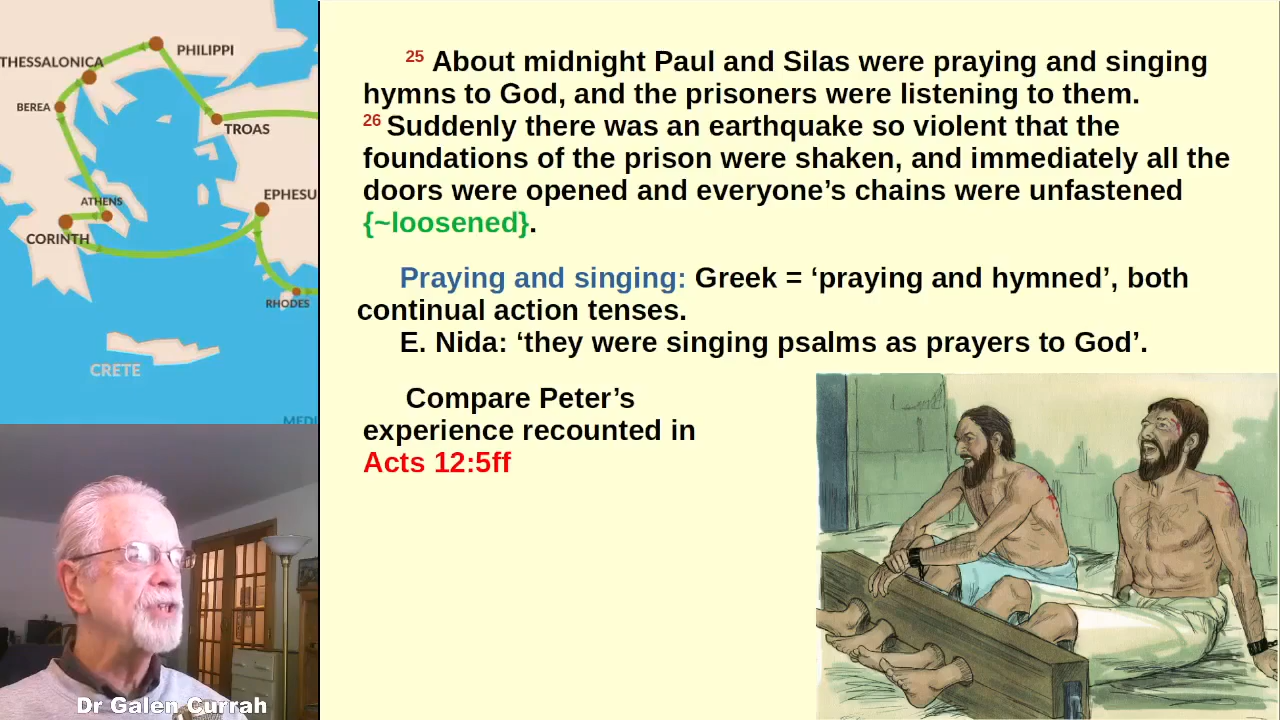 THESSALONICA
PHILIPPI
BEREA
TROAS
ATHENS
EPHESU
CORINTH
RHODES
CRETE
MEDI
25 About midnight Paul and Silas were praying and singing
hymns to God, and the prisoners were listening to them.
26 Suddenly there was an earthquake so violent that the
foundations of the prison were shaken, and immediately all the
doors were opened and everyone’s chains were unfastened
{~loosened}.
Praying and singing: Greek = ‘praying and hymned’, both
continual action tenses.
E. Nida: ‘they were singing psalms as prayers to God’.
Compare Peter’s
experience recounted in
Acts 12:5ff
Dr Galen Currah